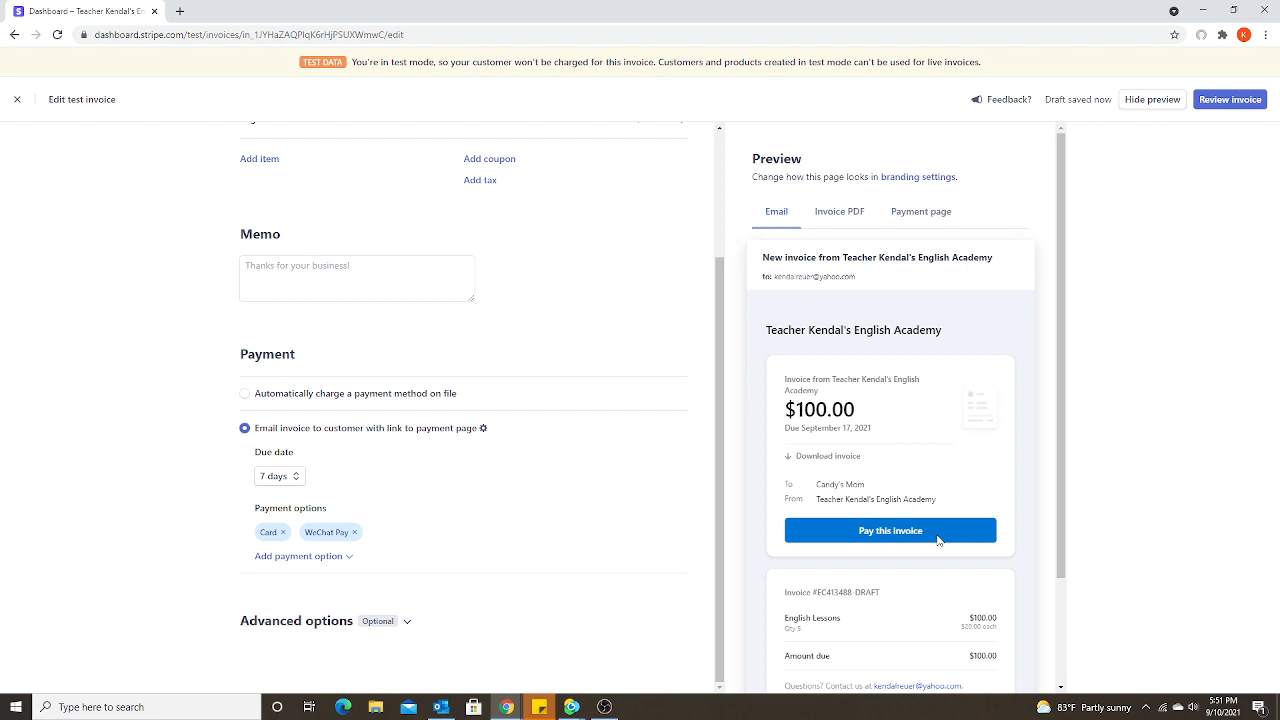 Dashboard – Teacher Kendal's En
dashboard.stripe.com/test/invoices/in_1JYHaZAQPlqK6rHjPSUXWmwC/edit
K
TEST DATA You're in test mode, so your customer won't be charged for this invoice. Customers and products created in test mode can't be used for live invoices.
Edit test invoice
Feedback? Draft saved now Hide preview Review invoice
Add item Add coupon
Add tax
Memo
Thanks for your business!
Payment
Automatically charge a payment method on file
Email invoice to customer with link to payment page
Due date
7 days
Payment options
Card × WeChat Pay ×
Add payment option
Advanced options Optional
Preview
Change how this page looks in branding settings.
Email Invoice PDF Payment page
New invoice from Teacher Kendal's English Academy
to: kendalreuer@yahoo.com
Teacher Kendal's English Academy
Invoice from Teacher Kendal's English
Academy
$100.00
Due September 17, 2021
Download invoice
To Candy's Mom
From Teacher Kendal's English Academy
Pay this invoice
Invoice #EC413488-DRAFT
English Lessons $100.00
Qty 5 $20.00 each
Amount due $100.00
Questions? Contact us at kendalreuer@yahoo.com.
Type here to search
83°F Partly sunny
5:51 PM
9/10/2021